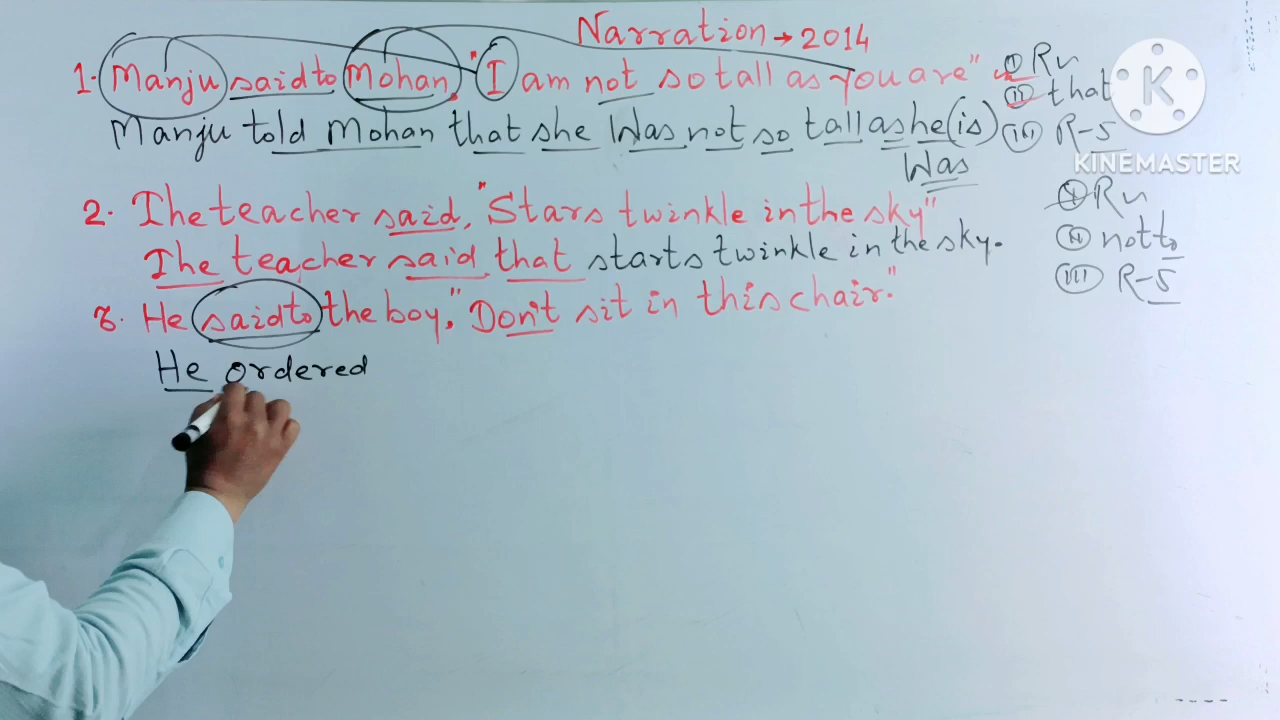 Narration → 2014
1. Manju said to Mohan, "I am not so tall as you are"
Manju told Mohan that she was not so tall as he (is)
was
(i) Rv
(ii) that
(iii) R-5
KINEMASTER
2. The teacher said, "Stars twinkle in the sky"
The teacher said that starts twinkle in the sky.
(i) Rv
(ii) not to
(iii) R-5
3. He said to the boy, "Don't sit in this chair."
He ordered